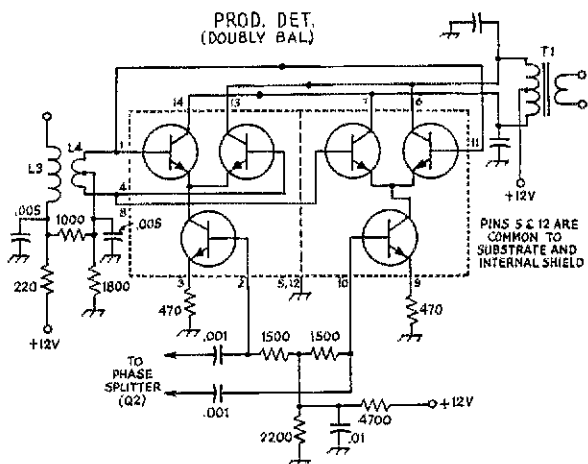 PROD. DET.
(DOUBLY BAL)
T1
14
13
7
6
L3
L4
1
11
4
8
.005
1000
.005
+12V
PINS 5 & 12 ARE
COMMON TO
SUBSTRATE AND
INTERNAL SHIELD
220
1800
3
2
5,12
10
9
470
470
+12V
.001
1500
1500
TO
PHASE
SPLITTER
(Q2)
.001
+12V
4700
2200
.01